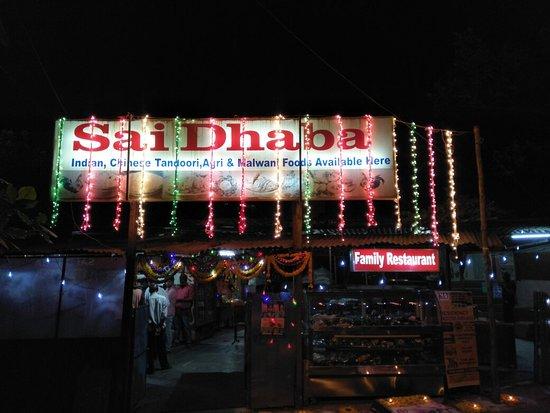 Sai Dhaba
Indian, Chinese Tandoori, Agri & Malwani Foods Available Here
Family Restaurant